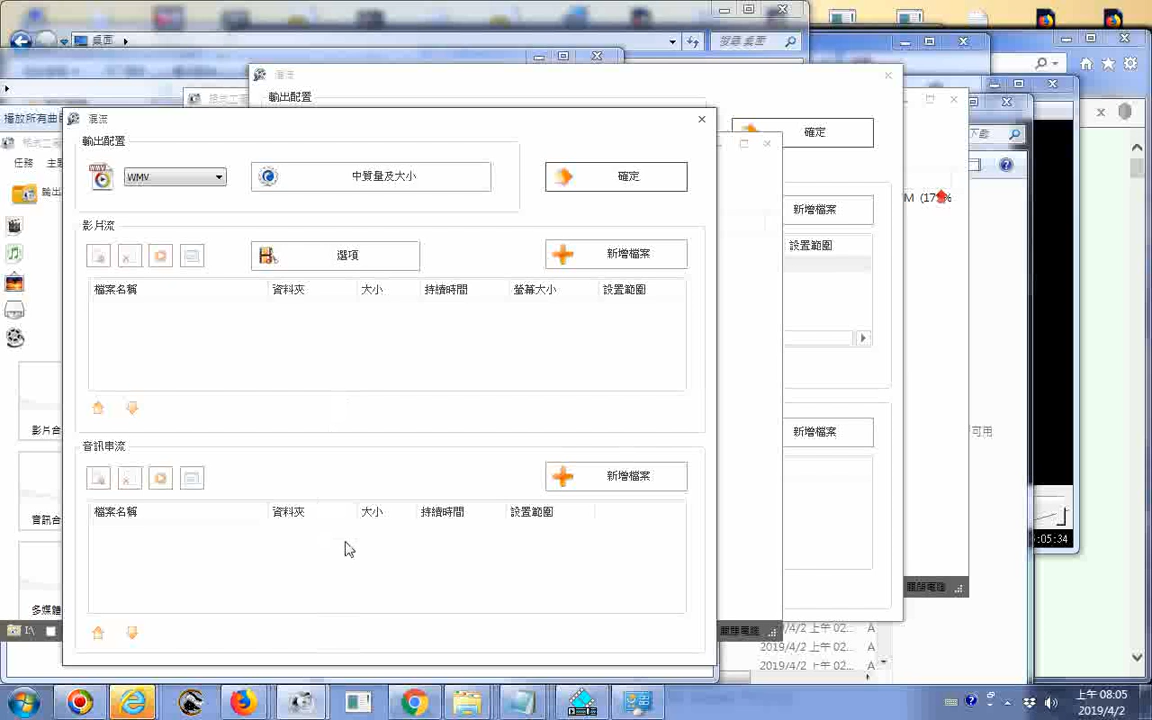 桌面
搜尋 桌面
播放所有曲目
混流
輸出配置
混流
確定
下載
輸出配置
任務
WMV
中質量及大小
確定
M (17%
新增檔案
影片流
選項
新增檔案
設置範圍
檔案名稱
資料夾
大小
持續時間
螢幕大小
設置範圍
影片合
新增檔案
可用
音訊串流
新增檔案
檔案名稱
資料夾
大小
持續時間
設置範圍
音訊合
:05:34
多媒體
I:\
2019/4/2 上午 02...
2019/4/2 上午 02...
上午 08:05
2019/4/2